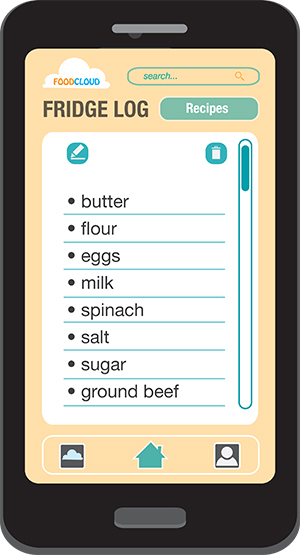 FOODCLOUD
search...
FRIDGE LOG
Recipes
• butter
• flour
• eggs
• milk
• spinach
• salt
• sugar
• ground beef